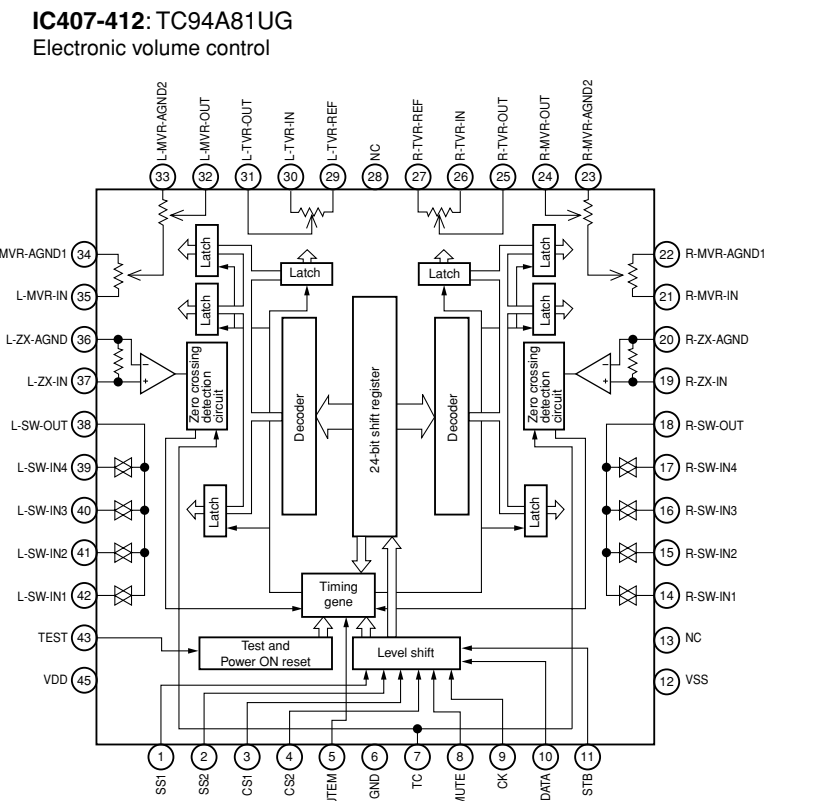 IC407-412: TC94A81UG
Electronic volume control
L-MVR-AGND2
L-MVR-OUT
L-TVR-OUT
L-TVR-IN
L-TVR-REF
NC
R-TVR-REF
R-TVR-IN
R-TVR-OUT
R-MVR-OUT
R-MVR-AGND2
33 32 31 30 29 28 27 26 25 24 23
MVR-AGND1 34
22 R-MVR-AGND1
Latch
Latch
Latch
Latch
L-MVR-IN 35
21 R-MVR-IN
Latch
Latch
L-ZX-AGND 36
20 R-ZX-AGND
L-ZX-IN 37
19 R-ZX-IN
- +
Zero crossing
detection
circuit
Decoder
24-bit shift register
Decoder
Zero crossing
detection
circuit
- +
L-SW-OUT 38
18 R-SW-OUT
L-SW-IN4 39
17 R-SW-IN4
L-SW-IN3 40
16 R-SW-IN3
Latch
Latch
L-SW-IN2 41
15 R-SW-IN2
L-SW-IN1 42
14 R-SW-IN1
Timing
gene
TEST 43
13 NC
Test and
Power ON reset
Level shift
VDD 45
12 VSS
1 2 3 4 5 6 7 8 9 10 11
SS1
SS2
CS1
CS2
UTEM
GND
TC
MUTE
CK
DATA
STB